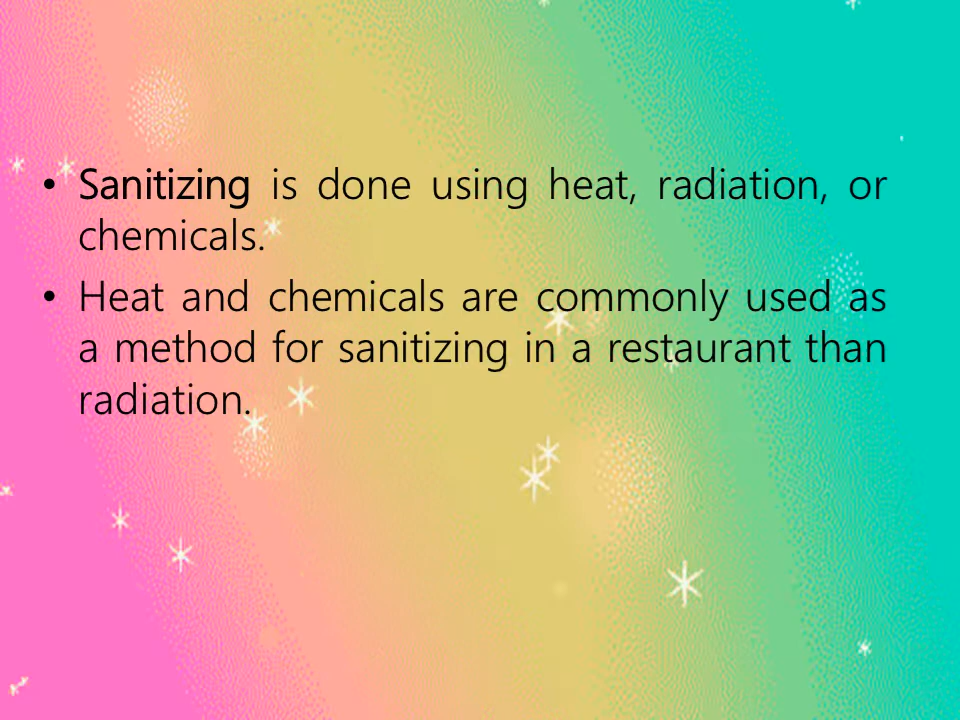 • Sanitizing is done using heat, radiation, or
chemicals.
• Heat and chemicals are commonly used as
a method for sanitizing in a restaurant than
radiation.